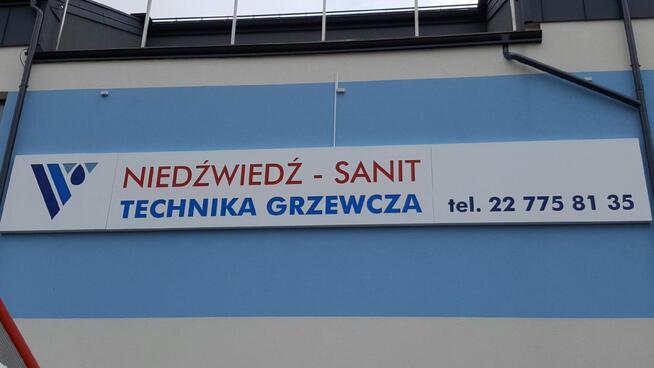 NIEDŹWIEDŹ - SANIT
TECHNIKA GRZEWCZA
tel. 22 775 81 35